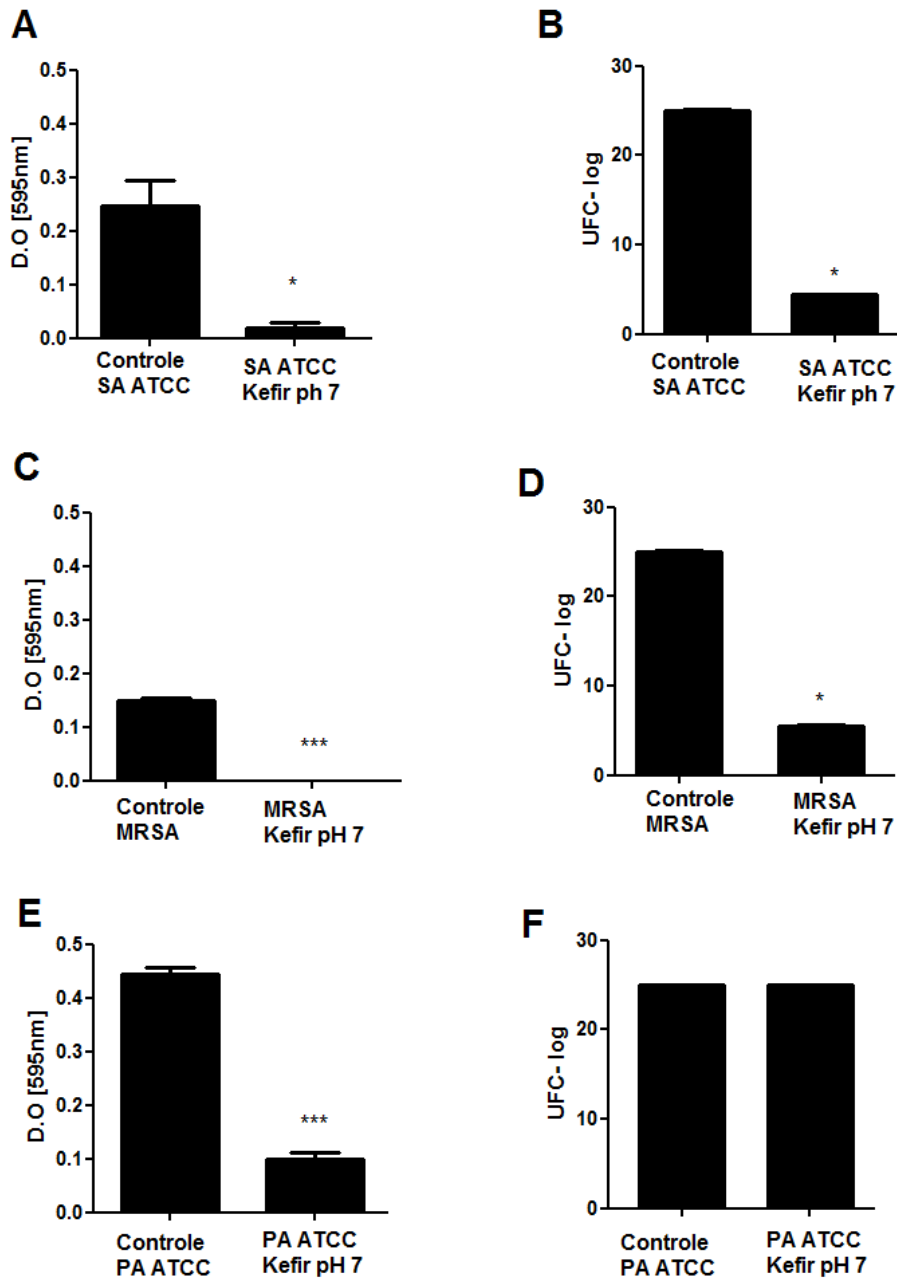 A
D.O [595nm]
0.5
0.4
0.3
0.2
0.1
0.0
*
Controle
SA ATCC
SA ATCC
Kefir ph 7
B
UFC- log
30
20
10
0
*
Controle
SA ATCC
SA ATCC
Kefir ph 7
C
D.O [595nm]
0.5
0.4
0.3
0.2
0.1
0.0
***
Controle
MRSA
MRSA
Kefir pH 7
D
UFC- log
30
20
10
0
*
Controle
MRSA
MRSA
Kefir pH 7
E
D.O [595nm]
0.5
0.4
0.3
0.2
0.1
0.0
***
Controle
PA ATCC
PA ATCC
Kefir pH 7
F
UFC- log
30
20
10
0
Controle
PA ATCC
PA ATCC
Kefir pH 7